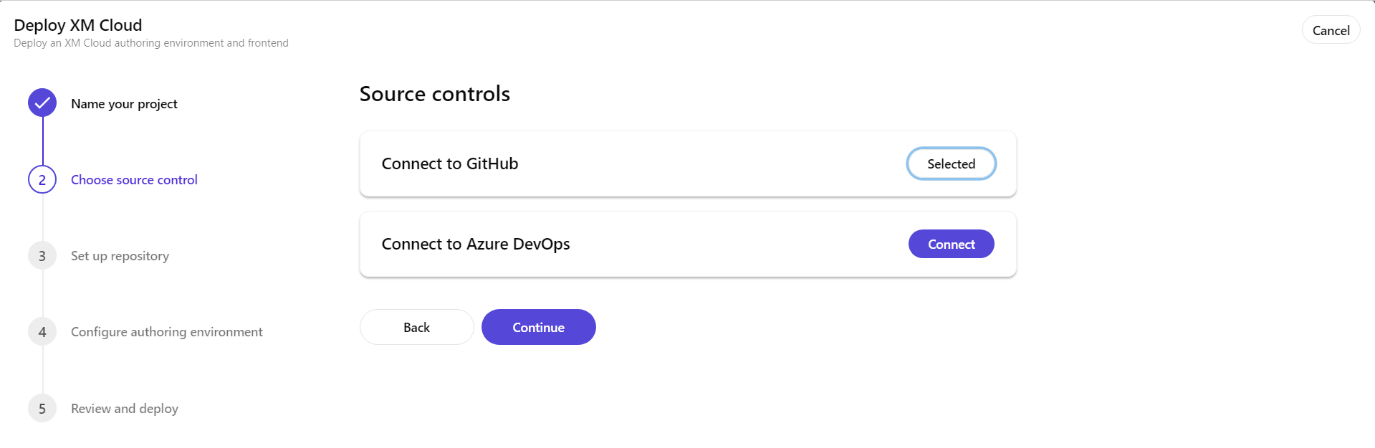 Deploy XM Cloud
Deploy an XM Cloud authoring environment and frontend
Cancel
Name your project
2 Choose source control
3 Set up repository
4 Configure authoring environment
5 Review and deploy
Source controls
Connect to GitHub
Selected
Connect to Azure DevOps
Connect
Back
Continue